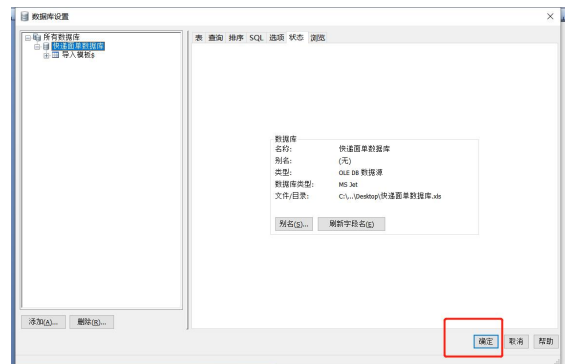 数据库设置
所有数据库
快递面单数据库
导入模板$
表 查询 排序 SQL 选项 状态 浏览
数据库
名称: 快递面单数据库
别名: (无)
类型: OLE DB 数据源
数据库类型: MS Jet
文件/目录: C:\...\Desktop\快递面单数据库.xls
别名(S)... 刷新字段名(E)
添加(A)... 删除(R)...
确定 取消 帮助